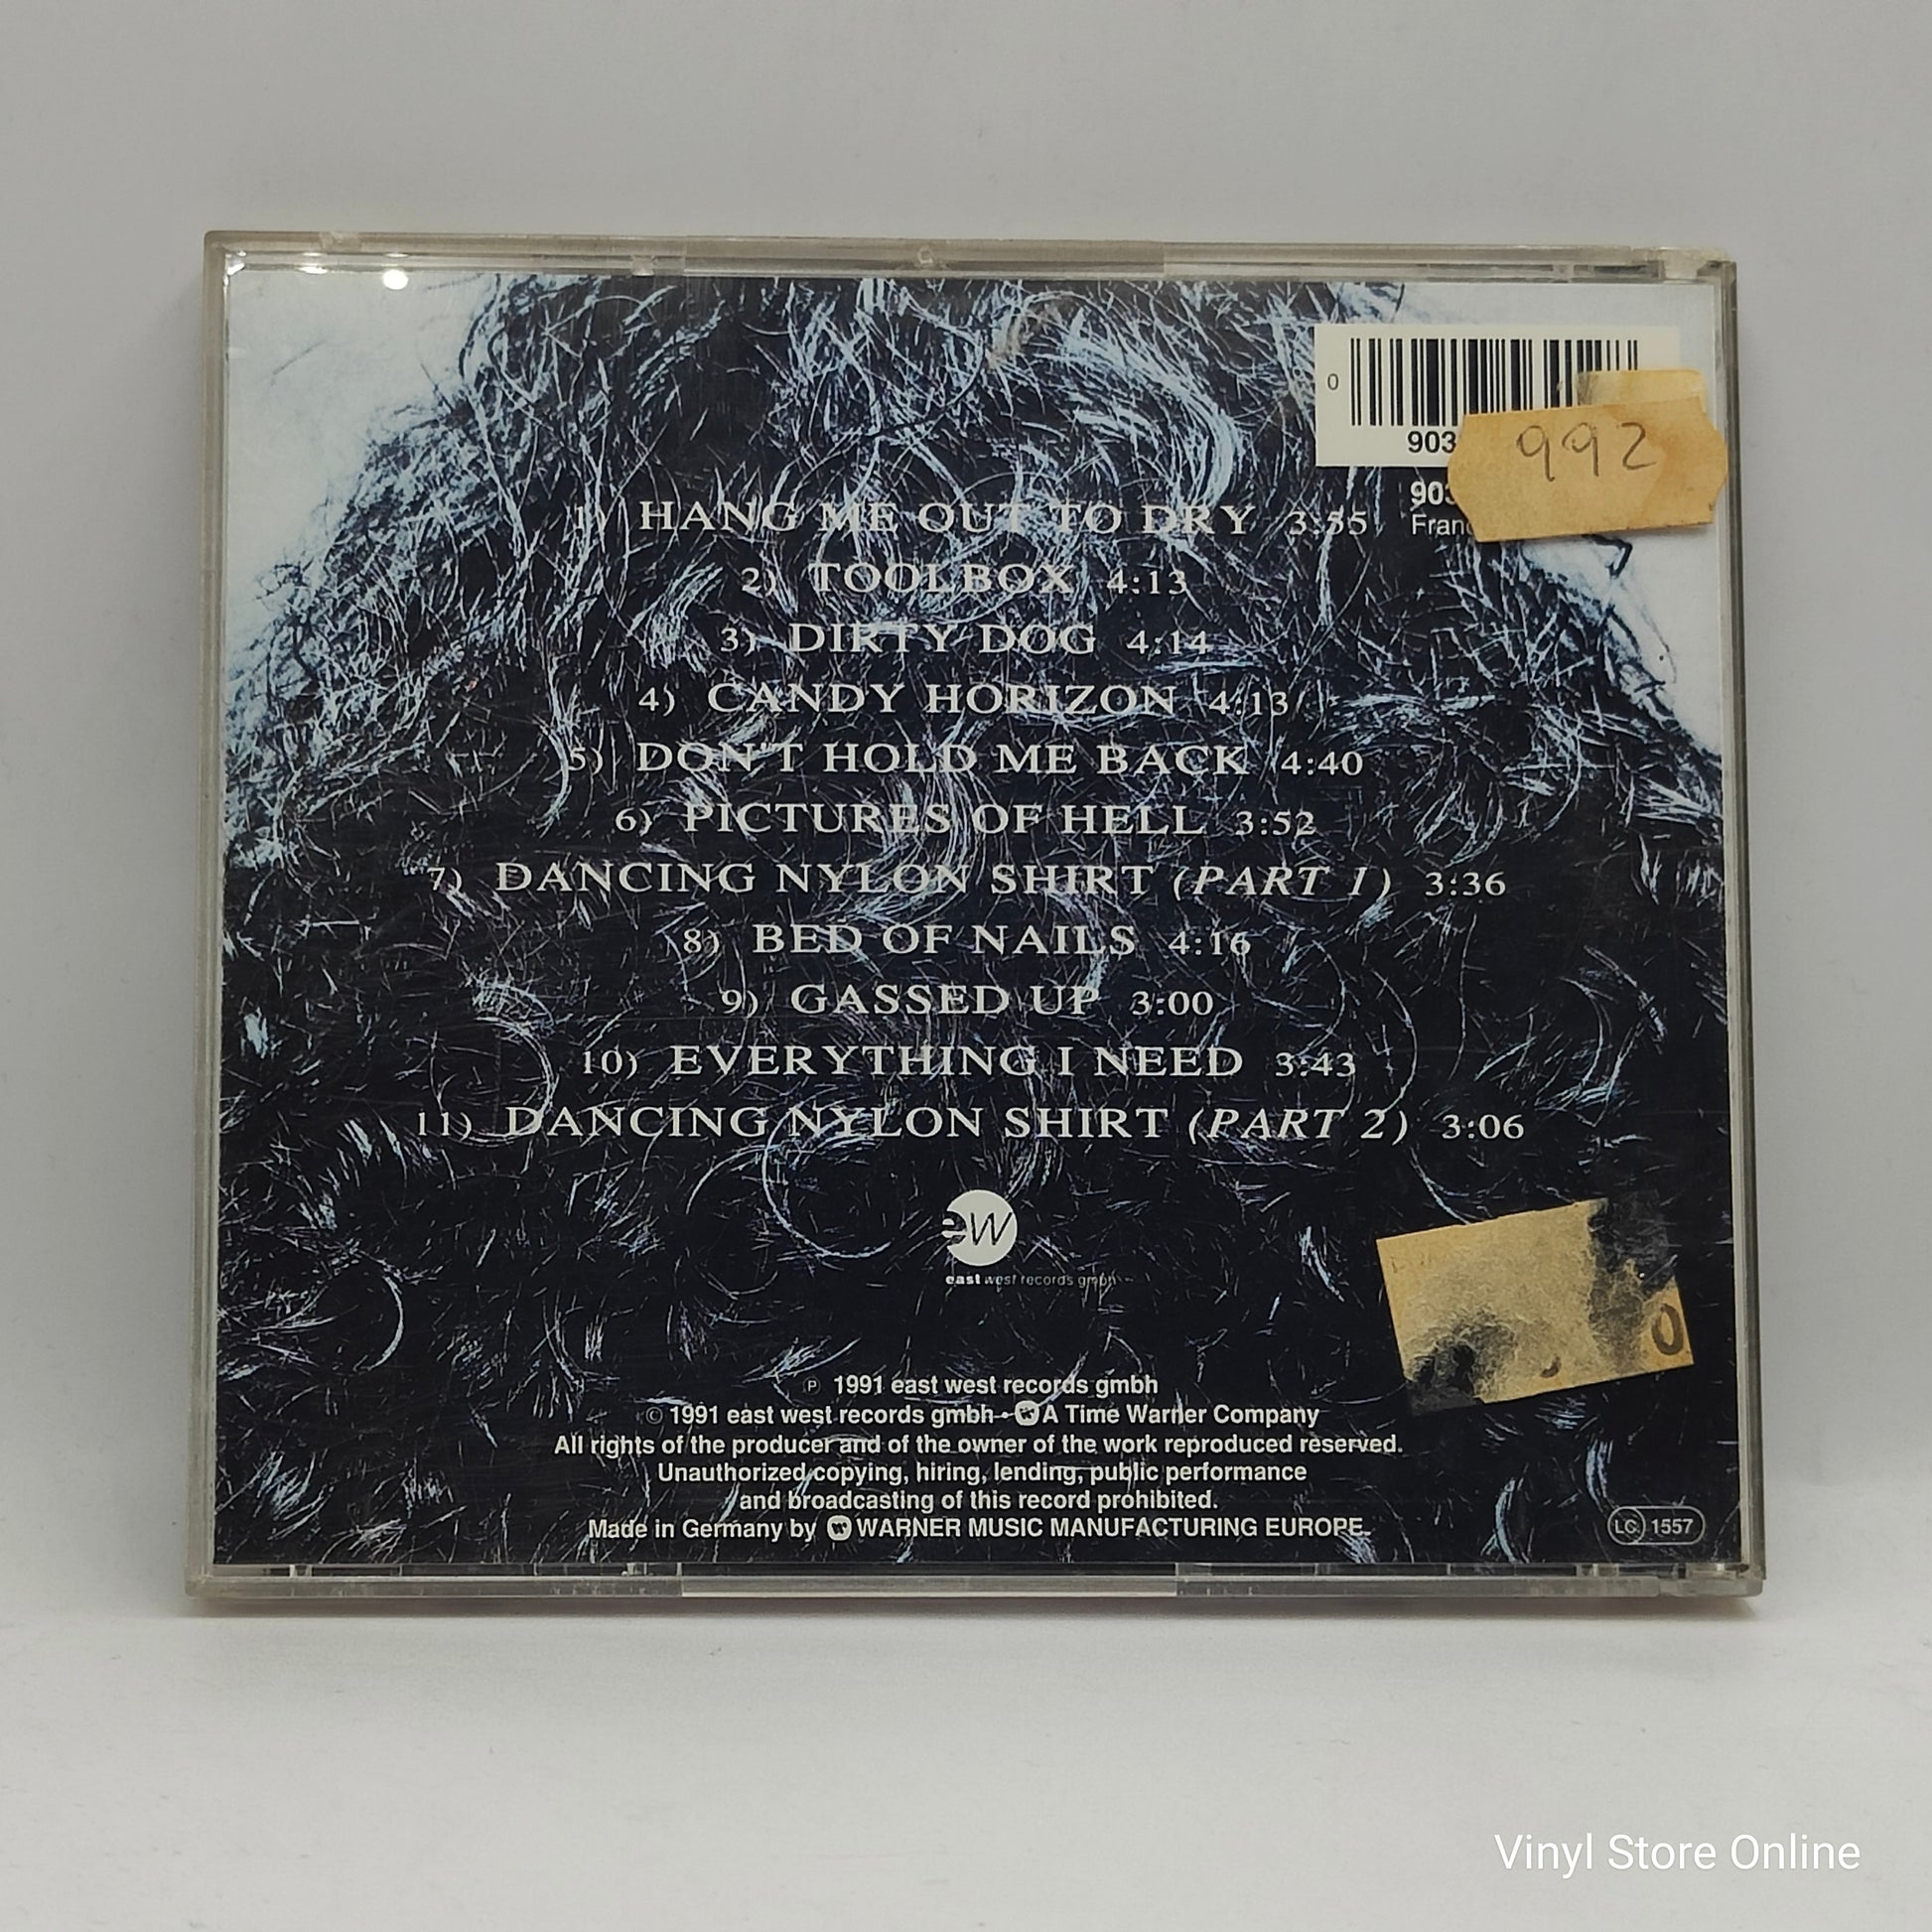 0
903
992
903
1) HANG ME OUT TO DRY 3:55
Franc
2) TOOLBOX 4:13
3) DIRTY DOG 4:14
4) CANDY HORIZON 4:13
5) DON'T HOLD ME BACK 4:40
6) PICTURES OF HELL 3:52
7) DANCING NYLON SHIRT (PART 1) 3:36
8) BED OF NAILS 4:16
9) GASSED UP 3:00
10) EVERYTHING I NEED 3:43
11) DANCING NYLON SHIRT (PART 2) 3:06
ew
east west records gmbh
0
℗ 1991 east west records gmbh
© 1991 east west records gmbh • A Time Warner Company
All rights of the producer and of the owner of the work reproduced reserved.
Unauthorized copying, hiring, lending, public performance
and broadcasting of this record prohibited.
Made in Germany by WARNER MUSIC MANUFACTURING EUROPE.
LC 1557
Vinyl Store Online